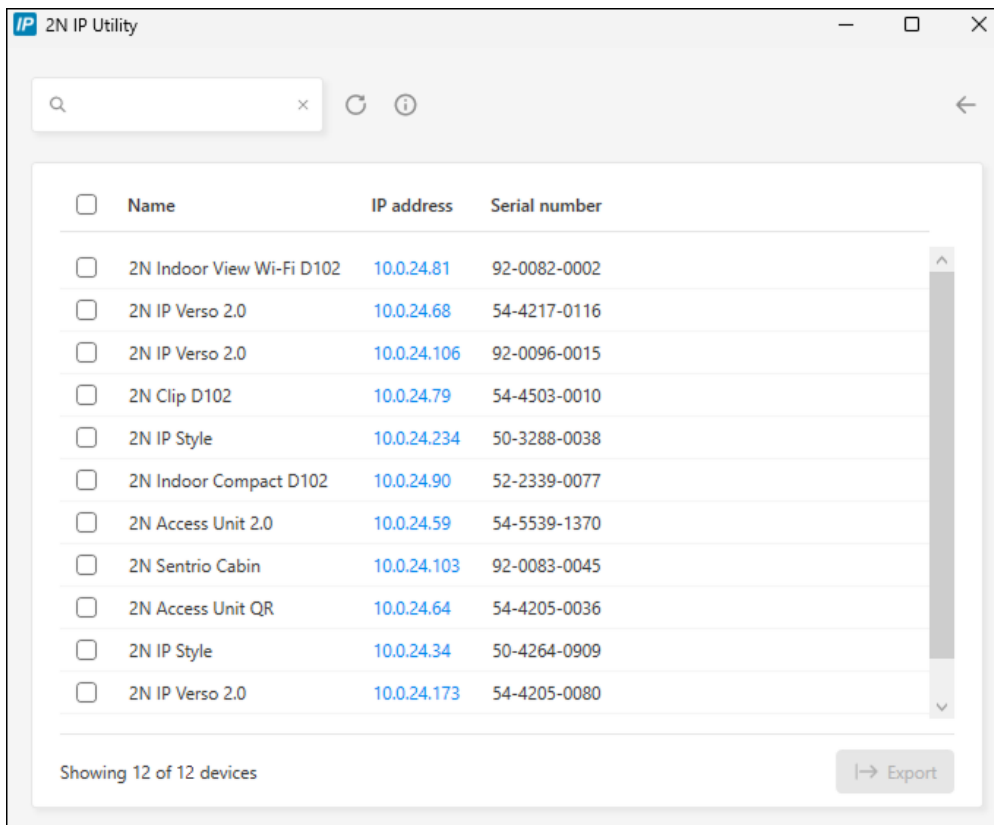 IP 2N IP Utility
Name IP address Serial number
2N Indoor View Wi-Fi D102 10.0.24.81 92-0082-0002
2N IP Verso 2.0 10.0.24.68 54-4217-0116
2N IP Verso 2.0 10.0.24.106 92-0096-0015
2N Clip D102 10.0.24.79 54-4503-0010
2N IP Style 10.0.24.234 50-3288-0038
2N Indoor Compact D102 10.0.24.90 52-2339-0077
2N Access Unit 2.0 10.0.24.59 54-5539-1370
2N Sentrio Cabin 10.0.24.103 92-0083-0045
2N Access Unit QR 10.0.24.64 54-4205-0036
2N IP Style 10.0.24.34 50-4264-0909
2N IP Verso 2.0 10.0.24.173 54-4205-0080
Showing 12 of 12 devices Export